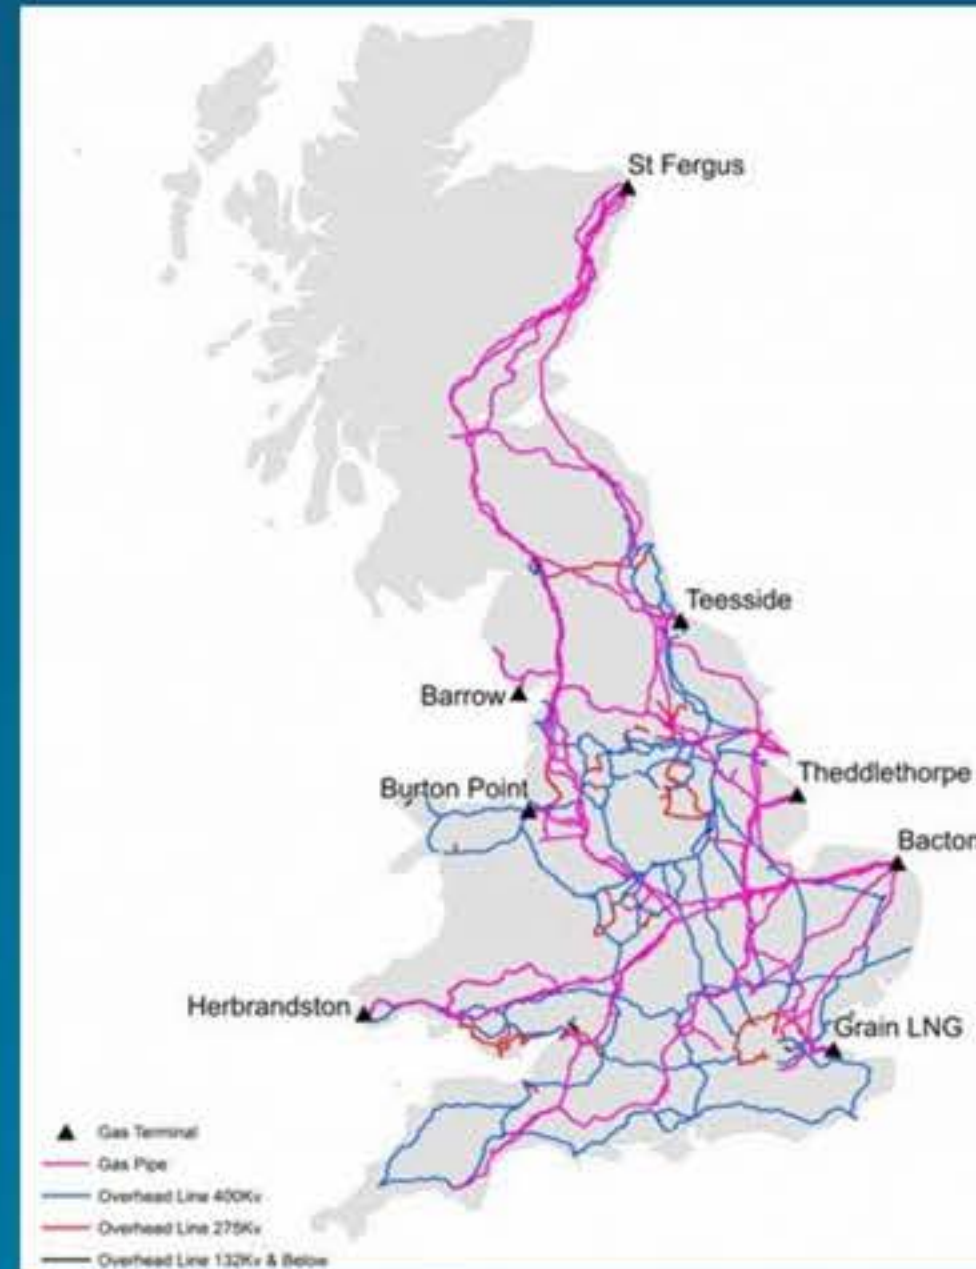 St Fergus
Teesside
Barrow
Theddlethorpe
Burton Point
Bacton
Herbrandston
Grain LNG
Gas Terminal
Gas Pipe
Overhead Line 400Kv
Overhead Line 275Kv
Overhead Line 132Kv & Below